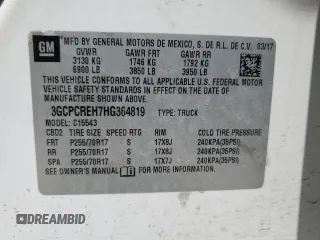 GM MFD BY GENERAL MOTORS DE MEXICO, S. DE R.L. DE C.V. 03/17
GVWR GAWR FRT GAWR RR
3130 KG 1746 KG 1792 KG
6900 LB 3850 LB 3950 LB
THIS VEHICLE CONFORMS TO ALL APPLICABLE U.S. FEDERAL MOTOR
VEHICLE SAFETY AND THEFT PREVENTION STANDARDS IN EFFECT ON
THE DATE OF MANUFACTURE SHOWN ABOVE.
3GCPCREH7HG364819 TYPE: TRUCK
MODEL: C15543
CBD2 TIRE SIZE SPEED RTG RIM COLD TIRE PRESSURE
FRT P255/70R17 S 17X8J 240KPA(35PSI)
RR P255/70R17 S 17X8J 240KPA(35PSI)
SPA P255/70R17 S 17X7J 240KPA(35PSI)
SEE OWNER'S MANUAL FOR ADDITIONAL INFORMATION.
DREAMBID